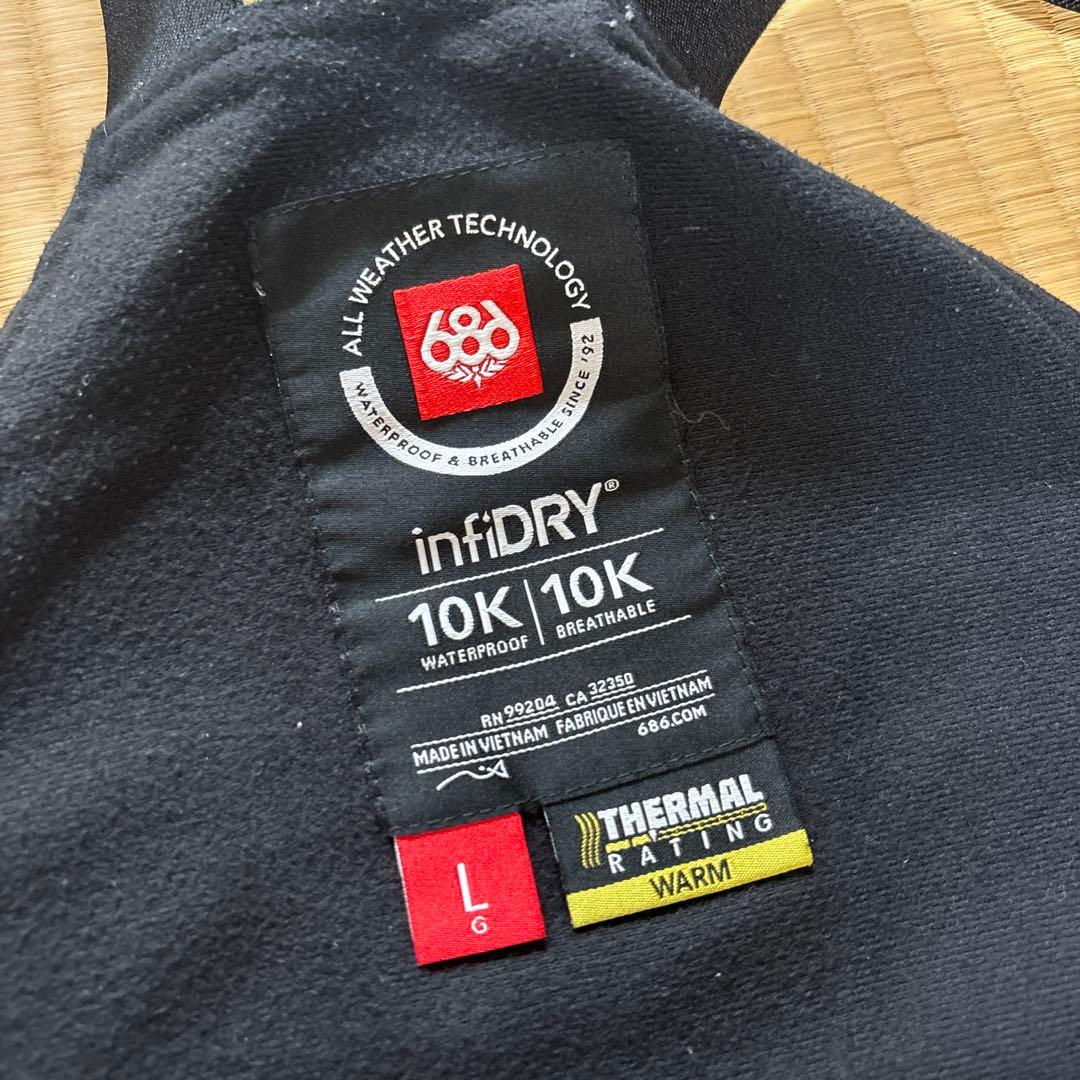 ALL WEATHER TECHNOLOGY
686
WATERPROOF & BREATHABLE SINCE '92
infiDRY®
10K | 10K
WATERPROOF BREATHABLE
RN 99204 CA 32350
MADE IN VIETNAM FABRIQUE EN VIETNAM
686.COM
THERMAL
RATING
WARM
L
G